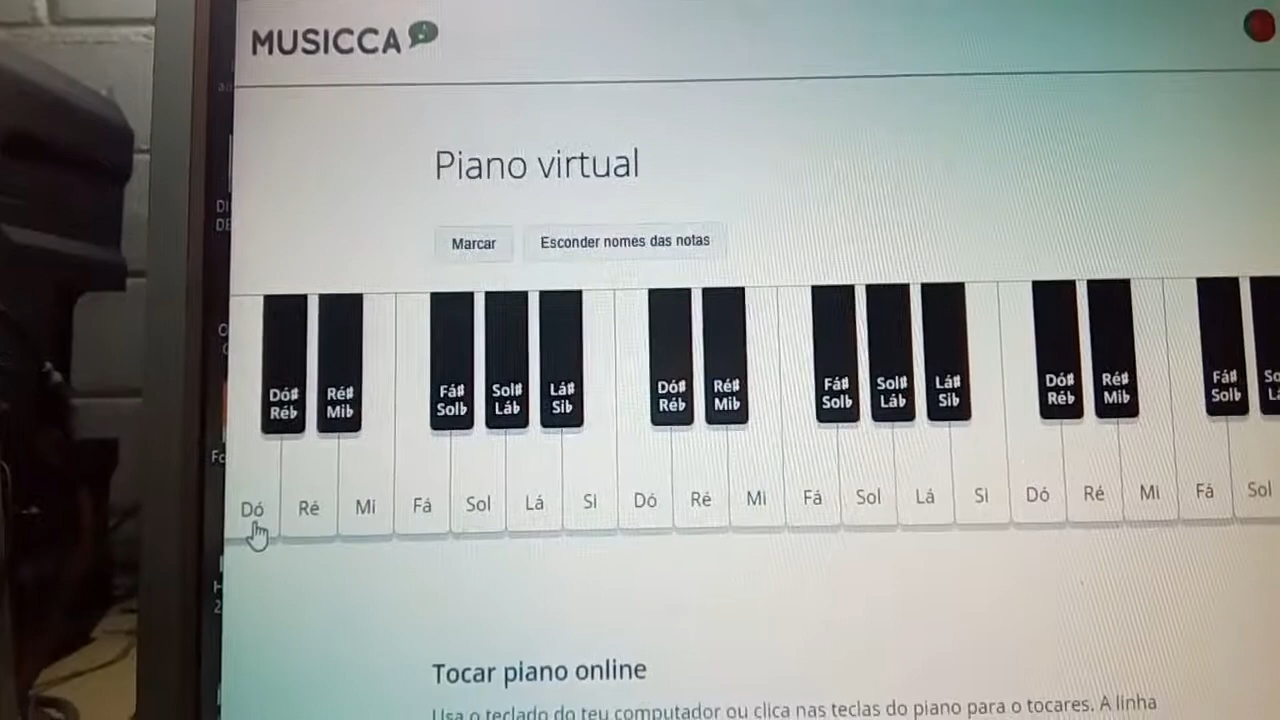 MUSICCA
Piano virtual
Marcar
Esconder nomes das notas
Dó# Ré# Fá# Sol# Lá# Dó# Ré# Fá# Sol# Lá# Dó# Ré# Fá#
Réb Mib Solb Láb Sib Réb Mib Solb Láb Sib Réb Mib Solb
Dó Ré Mi Fá Sol Lá Si Dó Ré Mi Fá Sol Lá Si Dó Ré Mi Fá Sol
Tocar piano online
Usa o teclado do teu computador ou clica nas teclas do piano para o tocares. A linha